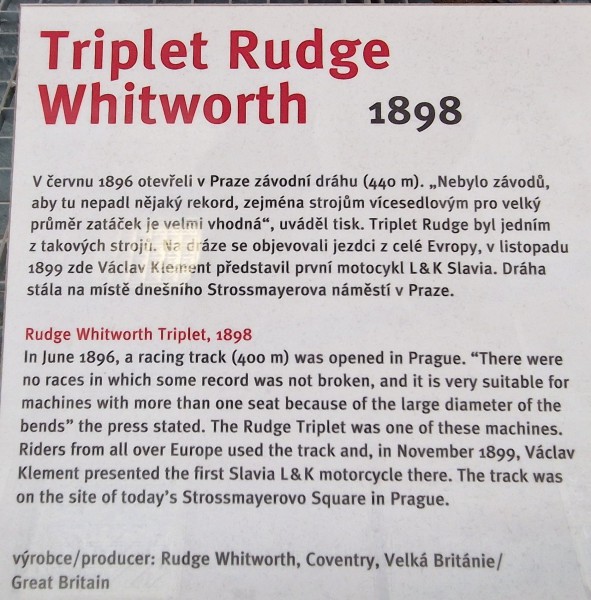 Triplet Rudge
Whitworth 1898
V červnu 1896 otevřeli v Praze závodní dráhu (440 m). „Nebylo závodů,
aby tu nepadl nějaký rekord, zejména strojům vícesedlovým pro velký
průměr zatáček je velmi vhodná“, uváděl tisk. Triplet Rudge byl jedním
z takových strojů. Na dráze se objevovali jezdci z celé Evropy, v listopadu
1899 zde Václav Klement představil první motocykl L&K Slavia. Dráha
stála na místě dnešního Strossmayerova náměstí v Praze.
Rudge Whitworth Triplet, 1898
In June 1896, a racing track (400 m) was opened in Prague. “There were
no races in which some record was not broken, and it is very suitable for
machines with more than one seat because of the large diameter of the
bends” the press stated. The Rudge Triplet was one of these machines.
Riders from all over Europe used the track and, in November 1899, Václav
Klement presented the first Slavia L&K motorcycle there. The track was
on the site of today’s Strossmayerovo Square in Prague.
výrobce/producer: Rudge Whitworth, Coventry, Velká Británie/
Great Britain